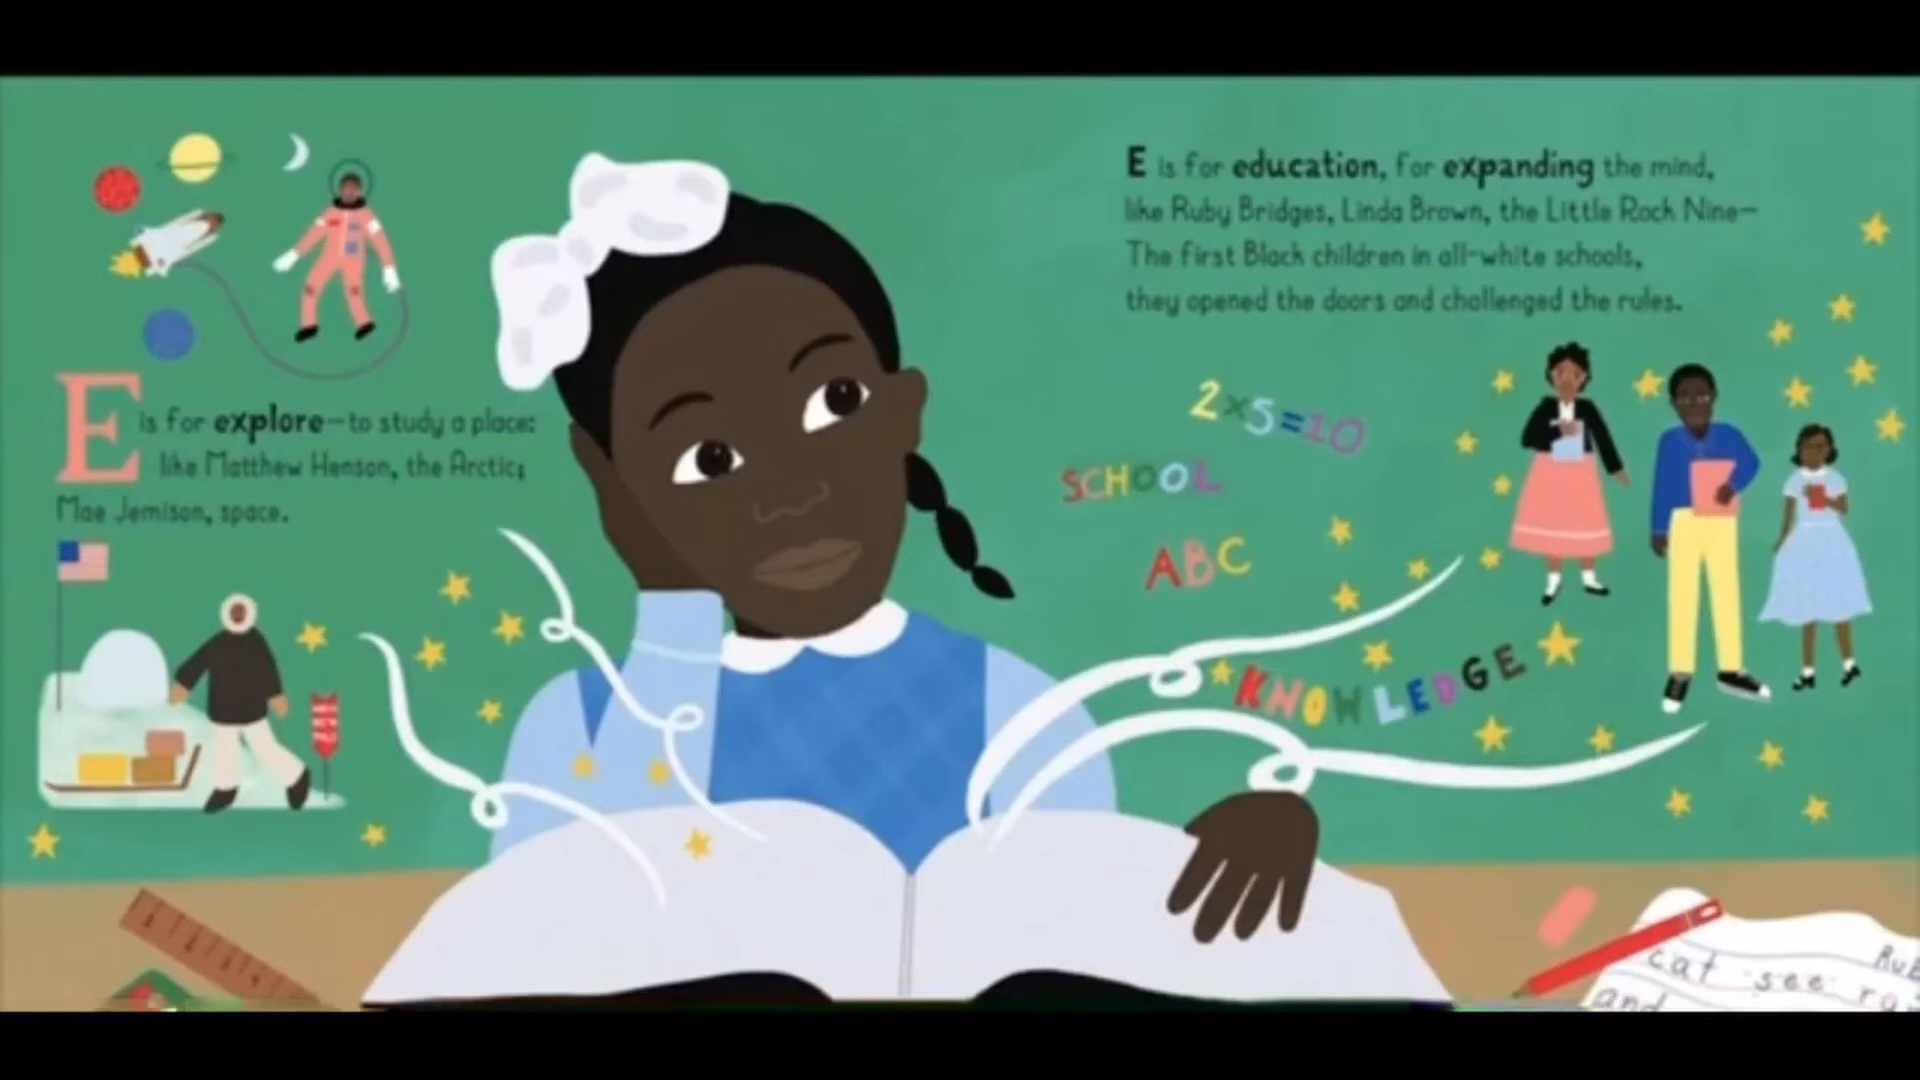 E is for explore—to study a place:
like Matthew Henson, the Arctic;
Mae Jemison, space.
E is for education, for expanding the mind,
like Ruby Bridges, Linda Brown, the Little Rock Nine—
The first Black children in all-white schools,
they opened the doors and challenged the rules.
2x5=10
SCHOOL
ABC
KNOWLEDGE
cat see
and